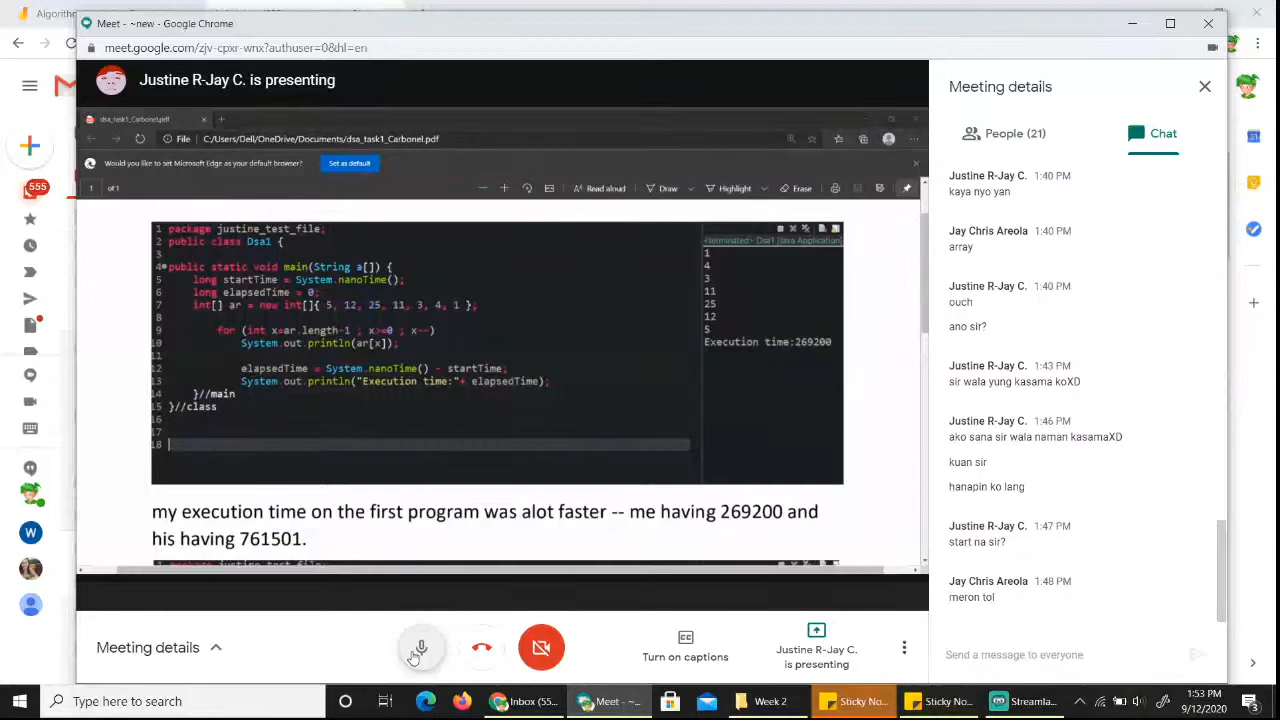 Algorithm
Meet - ~new - Google Chrome
meet.google.com/zjv-cpxr-wnx?authuser=0&hl=en
Justine R-Jay C. is presenting
dsa_task1_Carbonel.pdf
File
C:/Users/Dell/OneDrive/Documents/dsa_task1_Carbonel.pdf
Would you like to set Microsoft Edge as your default browser?
Set as default
1
of 1
Read aloud
Draw
Highlight
Erase
1 package justine_test_file;
2 public class Dsa1 {
3
4 public static void main(String a[]) {
5 long startTime = System.nanoTime();
6 long elapsedTime = 0;
7 int[] ar = new int[]{ 5, 12, 25, 11, 3, 4, 1 };
8
9 for (int x=ar.length-1 ; x>=0 ; x--)
10 System.out.println(ar[x]);
11
12 elapsedTime = System.nanoTime() - startTime;
13 System.out.println("Execution time:"+ elapsedTime);
14 }//main
15 }//class
16
17
18
<terminated> Dsa1 [Java Application]
1
4
3
11
25
12
5
Execution time:269200
my execution time on the first program was alot faster -- me having 269200 and
his having 761501.
1 package justine_test_file;
Meeting details
Turn on captions
Justine R-Jay C.
is presenting
Meeting details
People (21)
Chat
Justine R-Jay C. 1:40 PM
kaya nyo yan
Jay Chris Areola 1:40 PM
array
Justine R-Jay C. 1:40 PM
ouch
ano sir?
Justine R-Jay C. 1:43 PM
sir wala yung kasama koXD
Justine R-Jay C. 1:46 PM
ako sana sir wala naman kasamaXD
kuan sir
hanapin ko lang
Justine R-Jay C. 1:47 PM
start na sir?
Jay Chris Areola 1:48 PM
meron tol
Send a message to everyone
555
W
Type here to search
Inbox (55...
Meet - ~...
Week 2
Sticky No...
Sticky No...
Streamla...
1:53 PM
9/12/2020
3